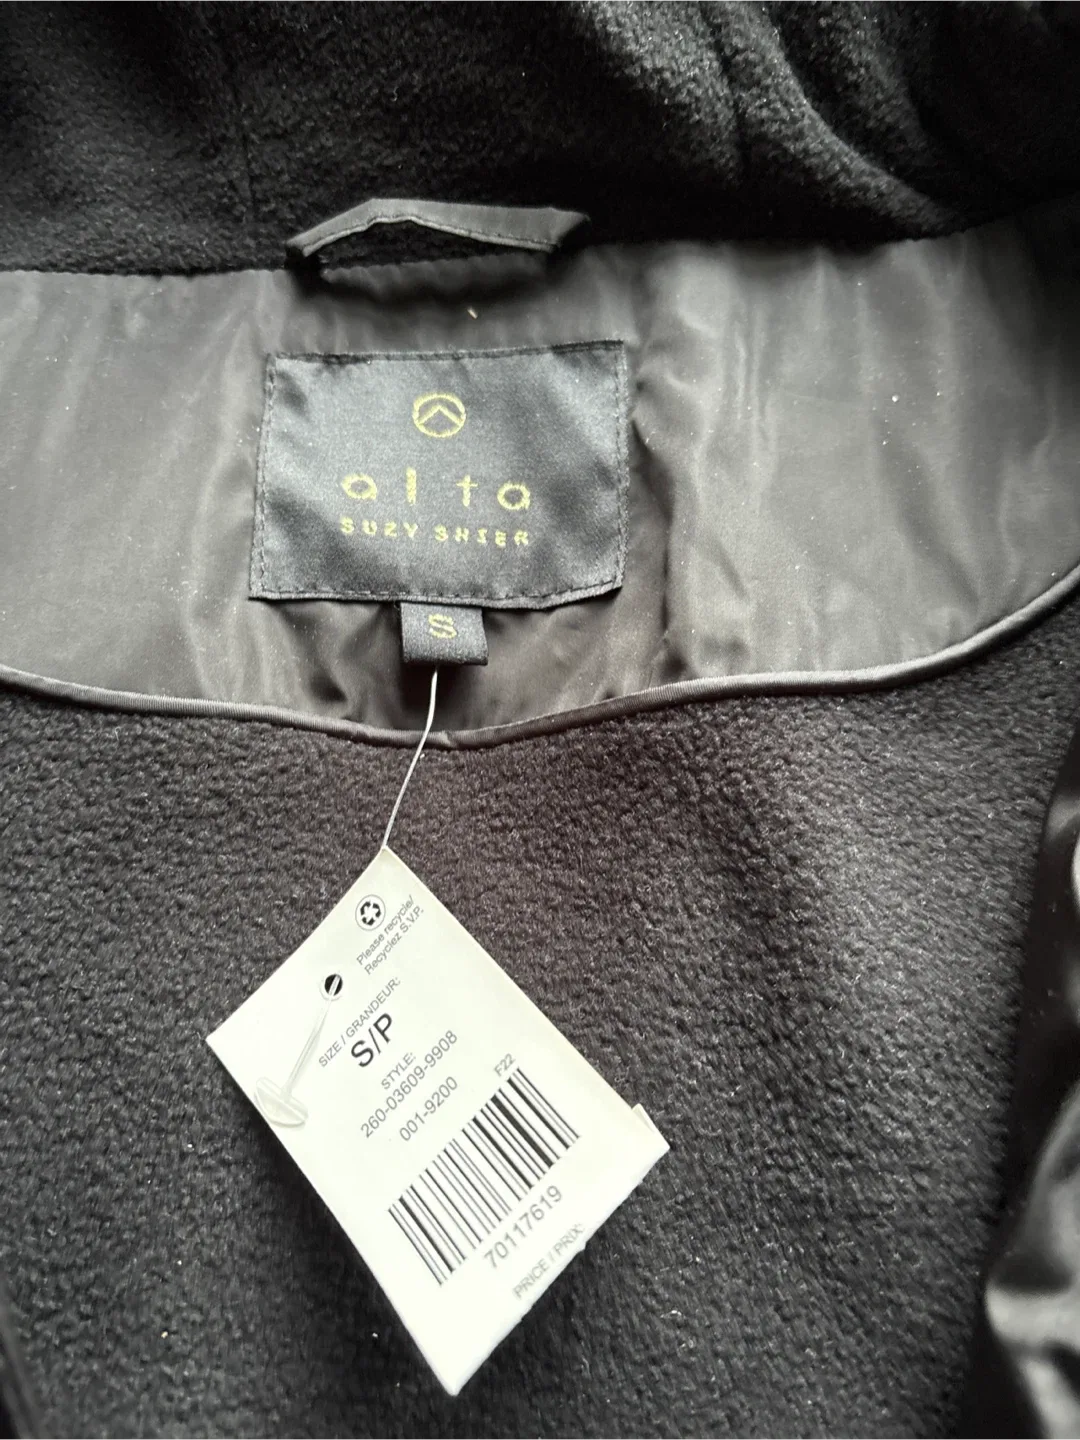 alta
SUZY SHIER
S
Please recycle/
Recyclez S.V.P.
SIZE / GRANDEUR:
S/P
STYLE:
260-03609-9908
001-9200
F22
70117619
PRICE / PRIX: